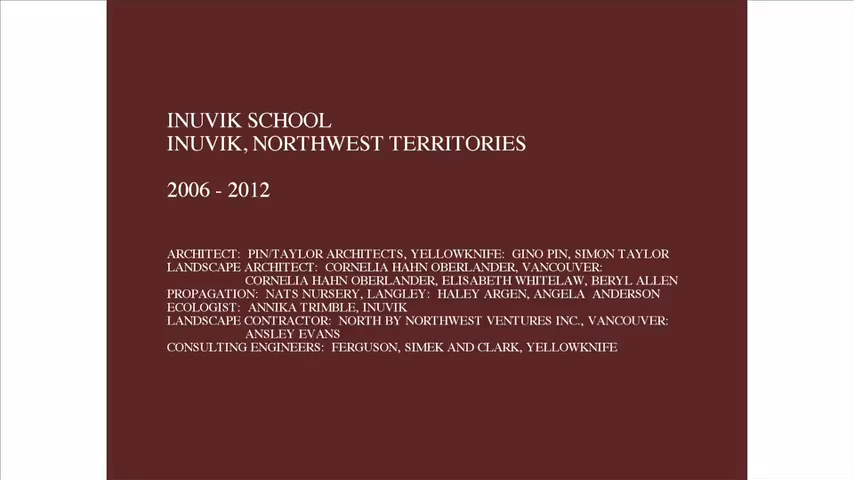 INUVIK SCHOOL
INUVIK, NORTHWEST TERRITORIES
2006 - 2012
ARCHITECT: PIN/TAYLOR ARCHITECTS, YELLOWKNIFE: GINO PIN, SIMON TAYLOR
LANDSCAPE ARCHITECT: CORNELIA HAHN OBERLANDER, VANCOUVER:
CORNELIA HAHN OBERLANDER, ELISABETH WHITELAW, BERYL ALLEN
PROPAGATION: NATS NURSERY, LANGLEY: HALEY ARGEN, ANGELA ANDERSON
ECOLOGIST: ANNIKA TRIMBLE, INUVIK
LANDSCAPE CONTRACTOR: NORTH BY NORTHWEST VENTURES INC., VANCOUVER:
ANSLEY EVANS
CONSULTING ENGINEERS: FERGUSON, SIMEK AND CLARK, YELLOWKNIFE